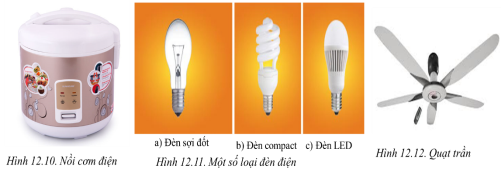 a) Đèn sợi đốt
b) Đèn compact
c) Đèn LED
Hình 12.10. Nồi cơm điện
Hình 12.11. Một số loại đèn điện
Hình 12.12. Quạt trần